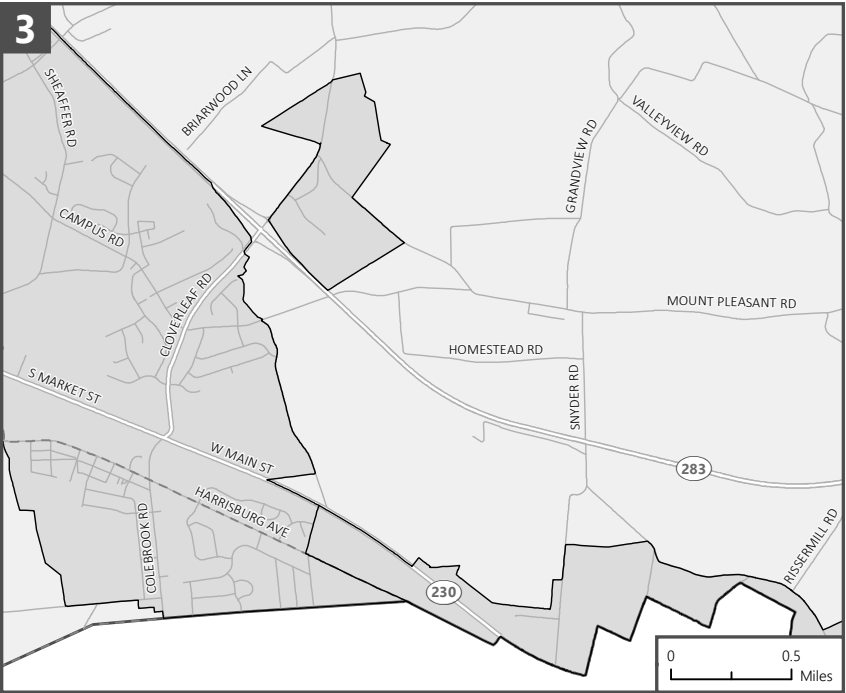 3
SHEAFFER RD
BRIARWOOD LN
GRANDVIEW RD
VALLEYVIEW RD
CAMPUS RD
CLOVERLEAF RD
MOUNT PLEASANT RD
HOMESTEAD RD
SNYDER RD
S MARKET ST
W MAIN ST
283
HARRISBURG AVE
COLEBROOK RD
RISSERMILL RD
230
0 0.5
Miles